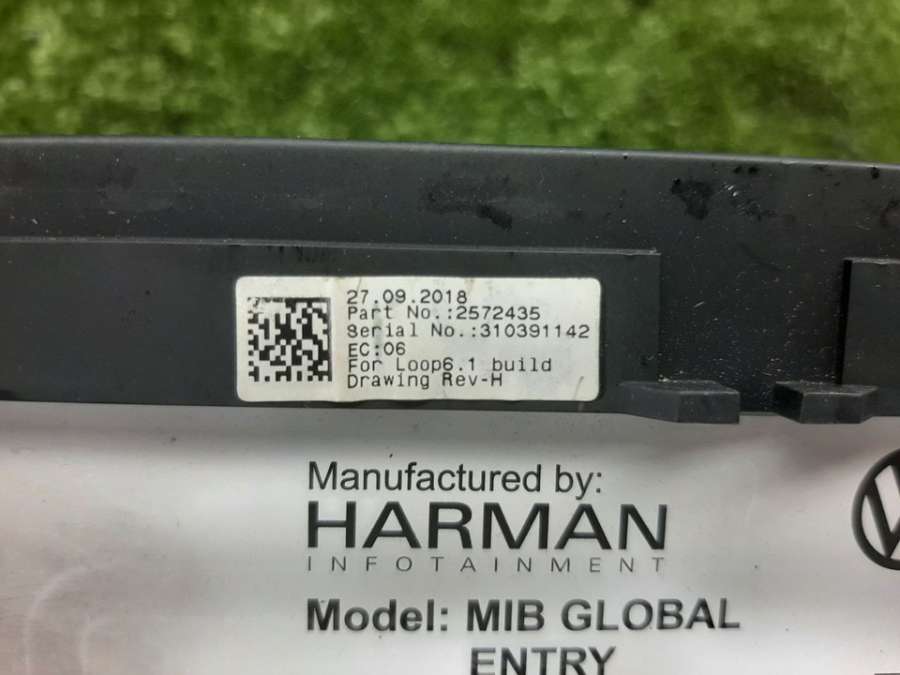 27.09.2018
Part No.:2572435
Serial No.:310391142
EC:06
For Loop6.1 build
Drawing Rev-H
Manufactured by:
HARMAN
INFOTAINMENT
Model: MIB GLOBAL
ENTRY